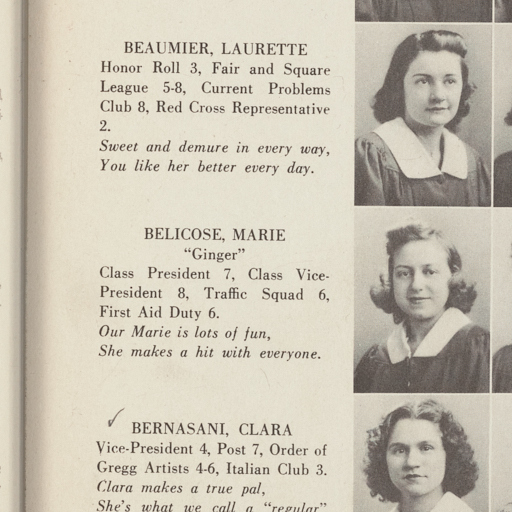 BEAUMIER, LAURETTE
Honor Roll 3, Fair and Square
League 5-8, Current Problems
Club 8, Red Cross Representative
2.
Sweet and demure in every way,
You like her better every day.
BELICOSE, MARIE
“Ginger”
Class President 7, Class Vice-
President 8, Traffic Squad 6,
First Aid Duty 6.
Our Marie is lots of fun,
She makes a hit with everyone.
BERNASANI, CLARA
Vice-President 4, Post 7, Order of
Gregg Artists 4-6, Italian Club 3.
Clara makes a true pal,
She's what we call a “regular”